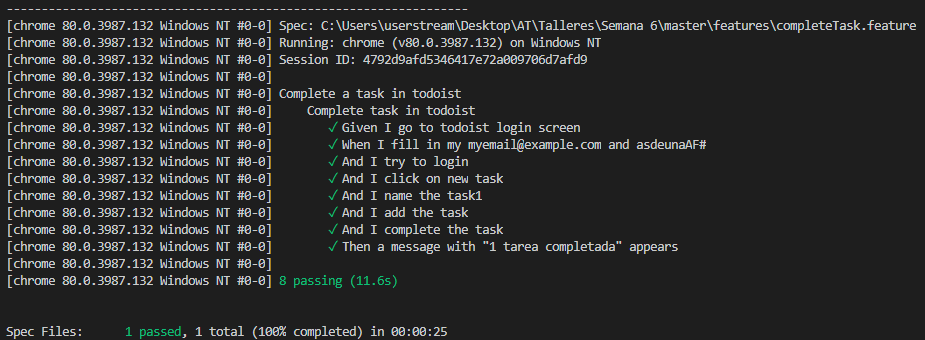 ------------------------------------------------------------------
[chrome 80.0.3987.132 Windows NT #0-0] Spec: C:\Users\userstream\Desktop\AT\Talleres\Semana 6\master\features\completeTask.feature
[chrome 80.0.3987.132 Windows NT #0-0] Running: chrome (v80.0.3987.132) on Windows NT
[chrome 80.0.3987.132 Windows NT #0-0] Session ID: 4792d9afd5346417e72a009706d7afd9
[chrome 80.0.3987.132 Windows NT #0-0]
[chrome 80.0.3987.132 Windows NT #0-0] Complete a task in todoist
[chrome 80.0.3987.132 Windows NT #0-0]     Complete task in todoist
[chrome 80.0.3987.132 Windows NT #0-0]        ✓ Given I go to todoist login screen
[chrome 80.0.3987.132 Windows NT #0-0]        ✓ When I fill in my myemail@example.com and asdeunaAF#
[chrome 80.0.3987.132 Windows NT #0-0]        ✓ And I try to login
[chrome 80.0.3987.132 Windows NT #0-0]        ✓ And I click on new task
[chrome 80.0.3987.132 Windows NT #0-0]        ✓ And I name the task1
[chrome 80.0.3987.132 Windows NT #0-0]        ✓ And I add the task
[chrome 80.0.3987.132 Windows NT #0-0]        ✓ And I complete the task
[chrome 80.0.3987.132 Windows NT #0-0]        ✓ Then a message with "1 tarea completada" appears
[chrome 80.0.3987.132 Windows NT #0-0]
[chrome 80.0.3987.132 Windows NT #0-0] 8 passing (11.6s)
Spec Files:      1 passed, 1 total (100% completed) in 00:00:25